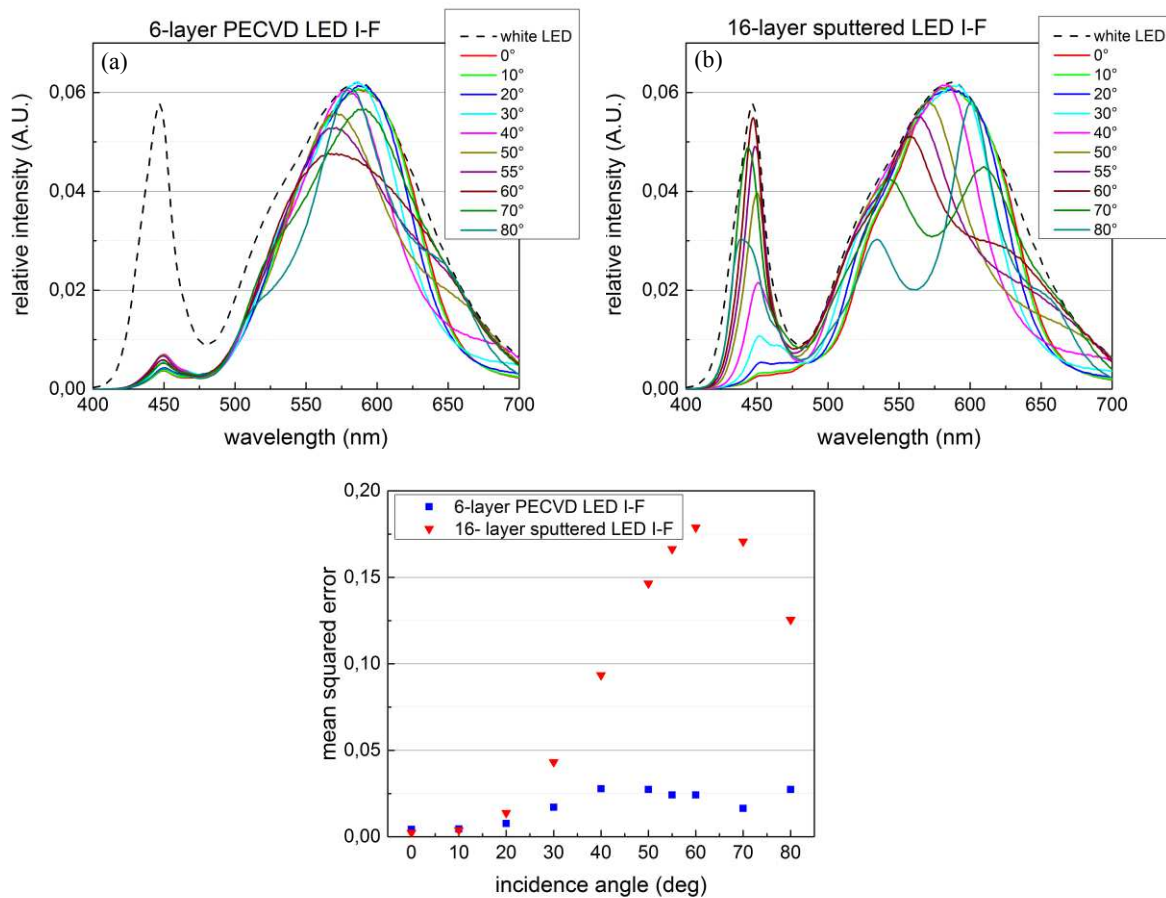 6-layer PECVD LED I-F
(a)
white LED
0°
10°
20°
30°
40°
50°
55°
60°
70°
80°
0,06
0,04
0,02
0,00
relative intensity (A.U.)
400 450 500 550 600 650 700
wavelength (nm)
16-layer sputtered LED I-F
(b)
white LED
0°
10°
20°
30°
40°
50°
55°
60°
70°
80°
0,06
0,04
0,02
0,00
relative intensity (A.U.)
400 450 500 550 600 650 700
wavelength (nm)
6-layer PECVD LED I-F
16- layer sputtered LED I-F
0,20
0,15
0,10
0,05
0,00
mean squared error
0 10 20 30 40 50 60 70 80
incidence angle (deg)